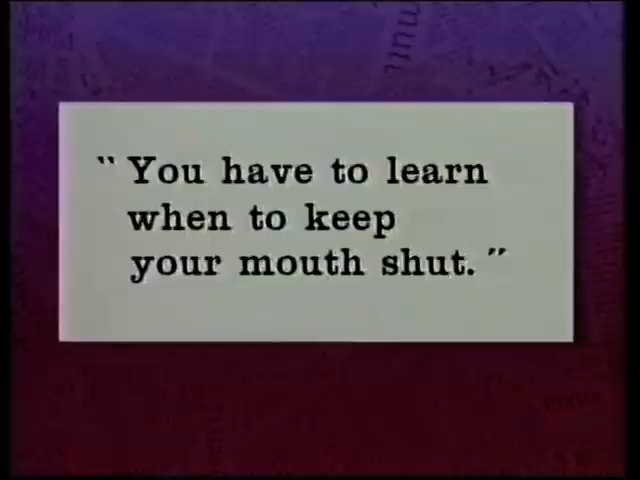 “ You have to learn
when to keep
your mouth shut. ”